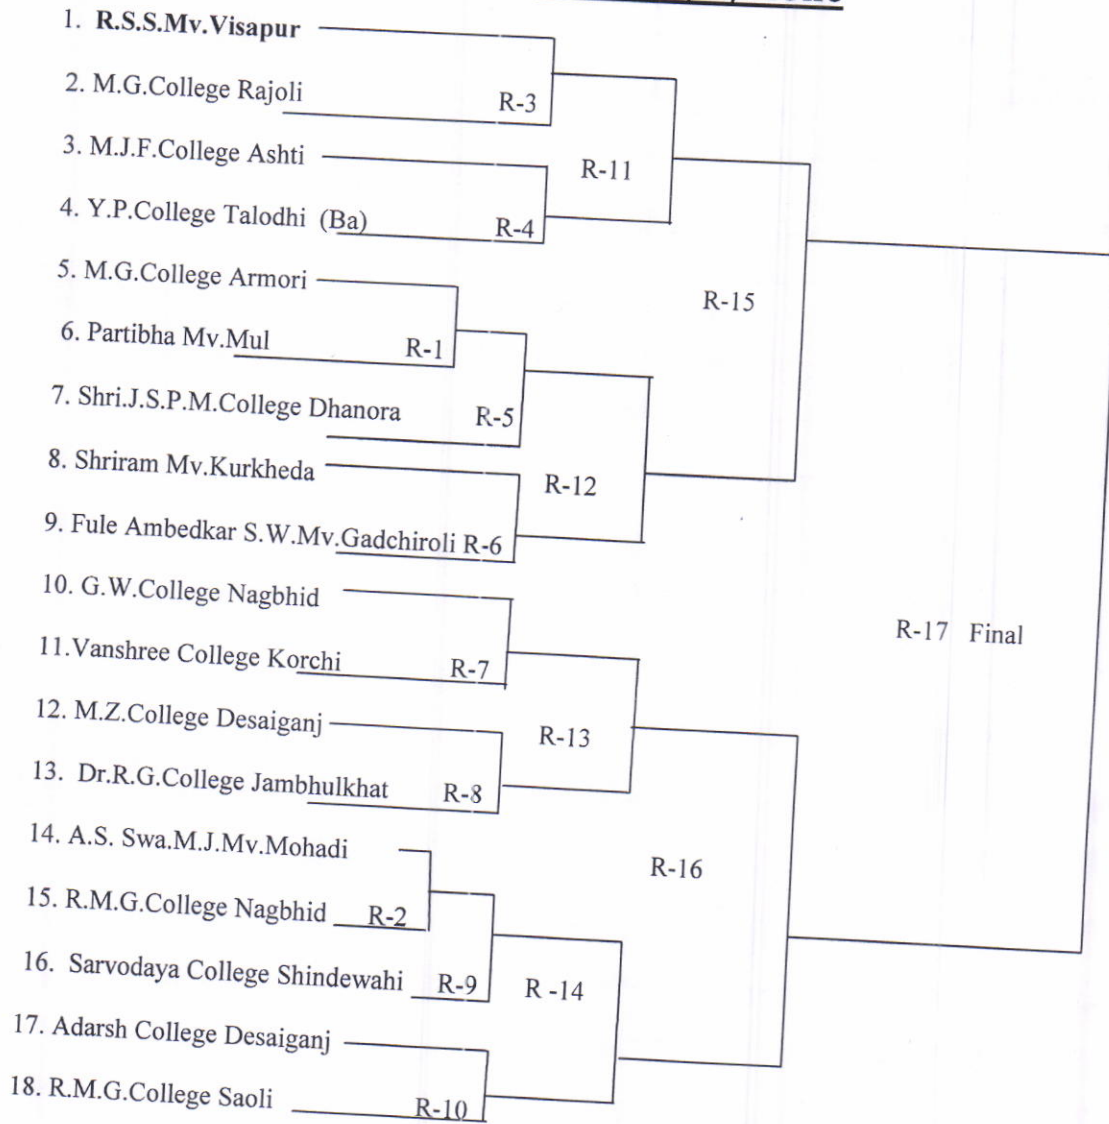 1. R.S.S.Mv.Visapur
2. M.G.College Rajoli R-3
3. M.J.F.College Ashti
R-11
4. Y.P.College Talodhi (Ba) R-4
5. M.G.College Armori
R-15
6. Partibha Mv.Mul R-1
7. Shri.J.S.P.M.College Dhanora R-5
8. Shriram Mv.Kurkheda
R-12
9. Fule Ambedkar S.W.Mv.Gadchiroli R-6
10. G.W.College Nagbhid
R-17 Final
11.Vanshree College Korchi R-7
12. M.Z.College Desaiganj
R-13
13. Dr.R.G.College Jambhulkhat R-8
14. A.S. Swa.M.J.Mv.Mohadi
R-16
15. R.M.G.College Nagbhid R-2
16. Sarvodaya College Shindewahi R-9
R -14
17. Adarsh College Desaiganj
18. R.M.G.College Saoli R-10